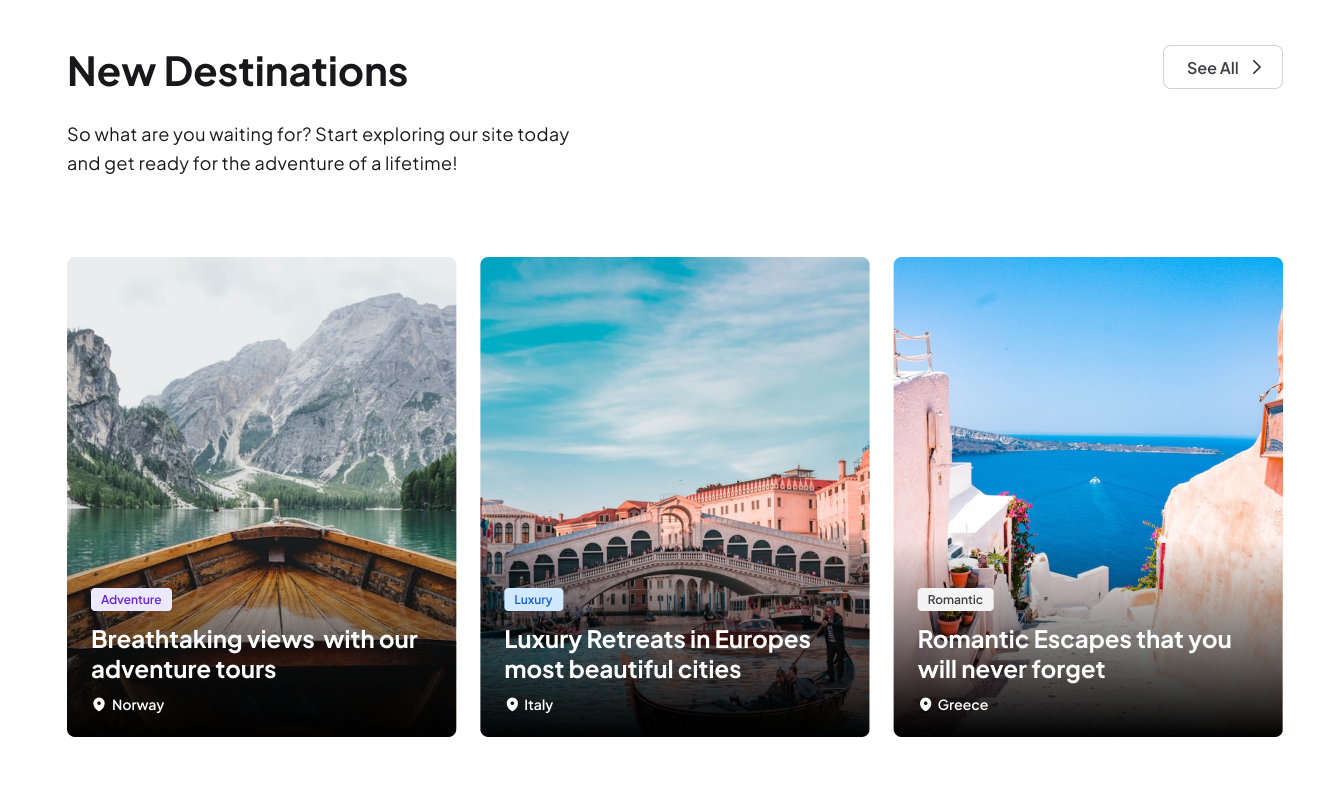 New Destinations
See All
So what are you waiting for? Start exploring our site today
and get ready for the adventure of a lifetime!
Adventure
Breathtaking views  with our
adventure tours
Norway
Luxury
Luxury Retreats in Europes
most beautiful cities
Italy
Romantic
Romantic Escapes that you
will never forget
Greece